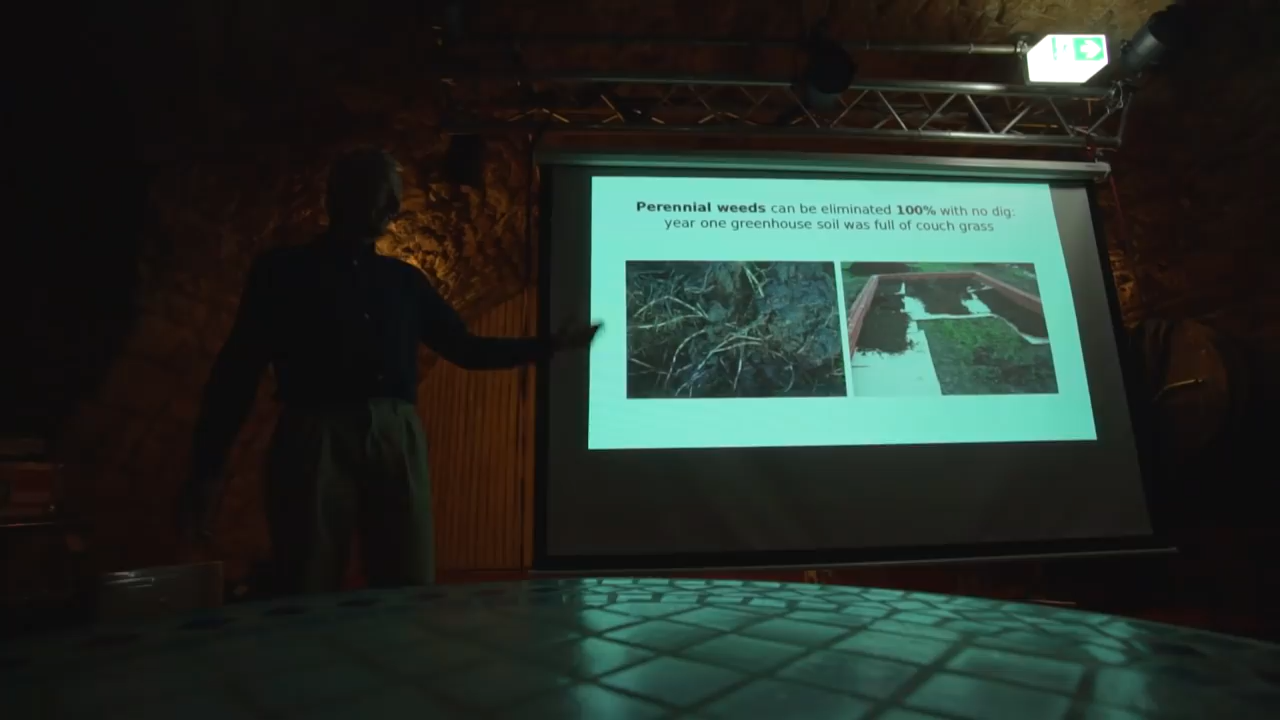 Perennial weeds can be eliminated 100% with no dig:
year one greenhouse soil was full of couch grass